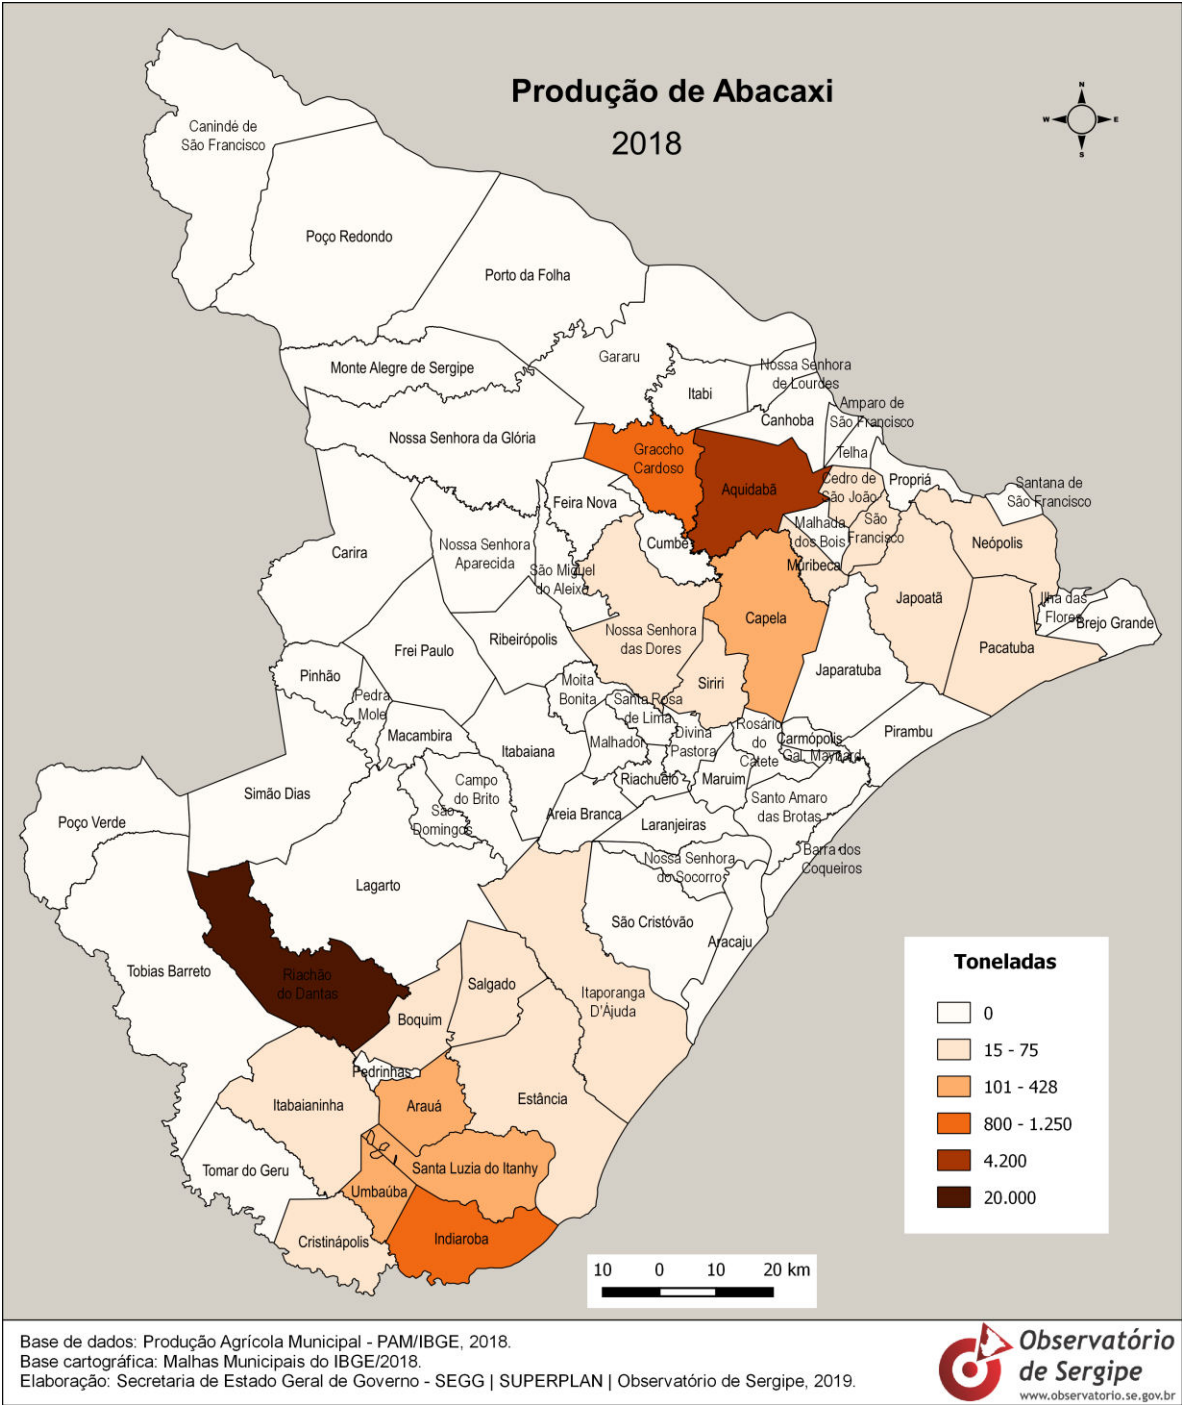 Produção de Abacaxi
2018
N
W
E
S
Canindé de
São Francisco
Poço Redondo
Porto da Folha
Gararu
Monte Alegre de Sergipe
Nossa Senhora
de Lourdes
Itabi
Amparo de
São Francisco
Canhoba
Nossa Senhora da Glória
Graccho
Cardoso
Telha
Aquidabã
Cedro de
São João
Propriá
Santana de
São Francisco
Feira Nova
Malhada
dos Bois
São
Francisco
Neópolis
Cumbe
Nossa Senhora
Aparecida
Carira
São Miguel
do Aleixo
Muribeca
Japoatã
Ilha das
Flores
Brejo Grande
Capela
Nossa Senhora
das Dores
Ribeirópolis
Frei Paulo
Pacatuba
Japaratuba
Pinhão
Siriri
Moita
Bonita
Pedra
Mole
Santa Rosa
de Lima
Rosário
do
Catete
Divina
Pastora
Macambira
Itabaiana
Malhador
Carmópolis
Pirambu
Gal. Maynard
Riachuelo
Maruim
Campo
do Brito
Simão Dias
Santo Amaro
das Brotas
São
Domingos
Areia Branca
Laranjeiras
Poço Verde
Barra dos
Coqueiros
Nossa Senhora
do Socorro
Lagarto
São Cristóvão
Aracaju
Tobias Barreto
Riachão
do Dantas
Salgado
Itaporanga
D'Ájuda
Boquim
Pedrinhas
Itabaianinha
Arauá
Estância
Tomar do Geru
Santa Luzia do Itanhy
Umbaúba
Cristinápolis
Indiaroba
Toneladas
0
15 - 75
101 - 428
800 - 1.250
4.200
20.000
10 0 10 20 km
Base de dados: Produção Agrícola Municipal - PAM/IBGE, 2018.
Base cartográfica: Malhas Municipais do IBGE/2018.
Elaboração: Secretaria de Estado Geral de Governo - SEGG | SUPERPLAN | Observatório de Sergipe, 2019.
Observatório
de Sergipe
www.observatorio.se.gov.br